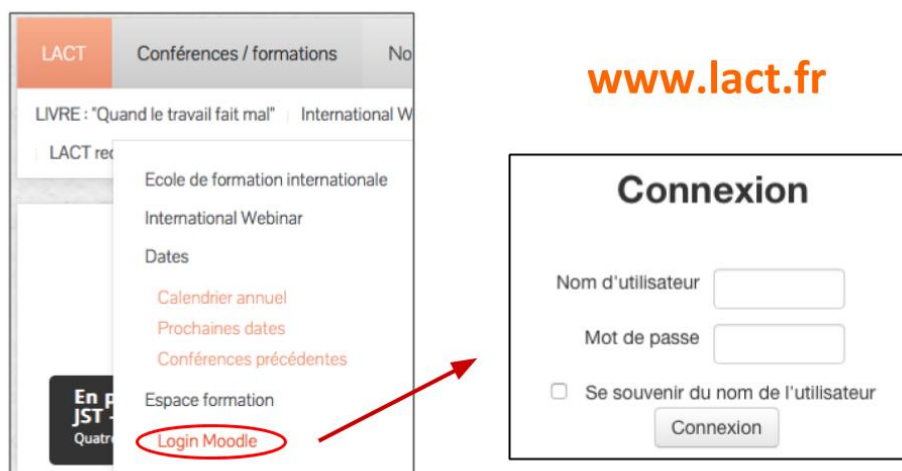 LACT Conférences / formations No
LIVRE : "Quand le travail fait mal" International W
LACT rec
Ecole de formation internationale
International Webinar
Dates
Calendrier annuel
Prochaines dates
Conférences précédentes
Espace formation
Login Moodle
En p
JST -
Quatre
www.lact.fr
Connexion
Nom d'utilisateur
Mot de passe
Se souvenir du nom de l'utilisateur
Connexion